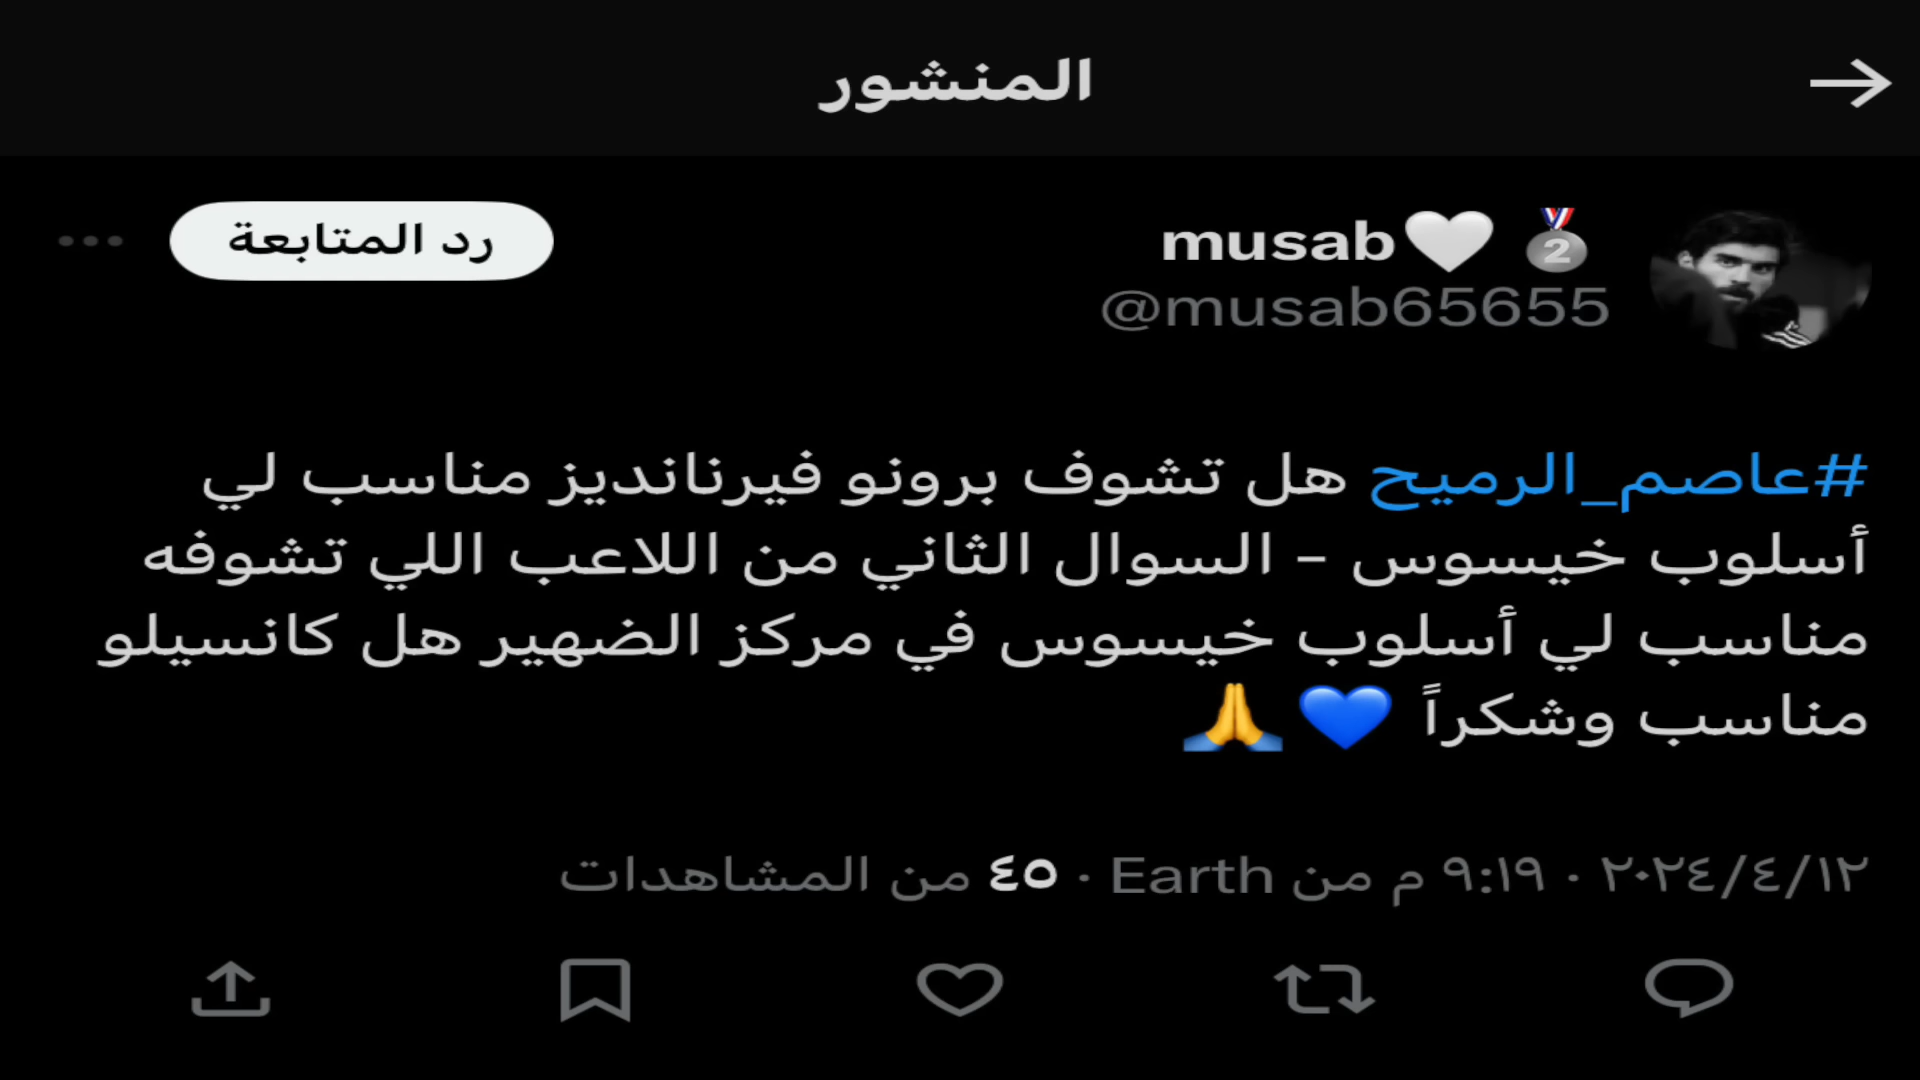 المنشور
musab🤍 🥈
@musab65655
رد المتابعة
#عاصم_الرميح هل تشوف برونو فيرنانديز مناسب لي
أسلوب خيسوس - السوال الثاني من اللاعب اللي تشوفه
مناسب لي أسلوب خيسوس في مركز الضهير هل كانسيلو
مناسب وشكراً 💙🙏
٢٠٢٤/٤/١٢ · ٩:١٩ م من Earth · ٤٥ من المشاهدات